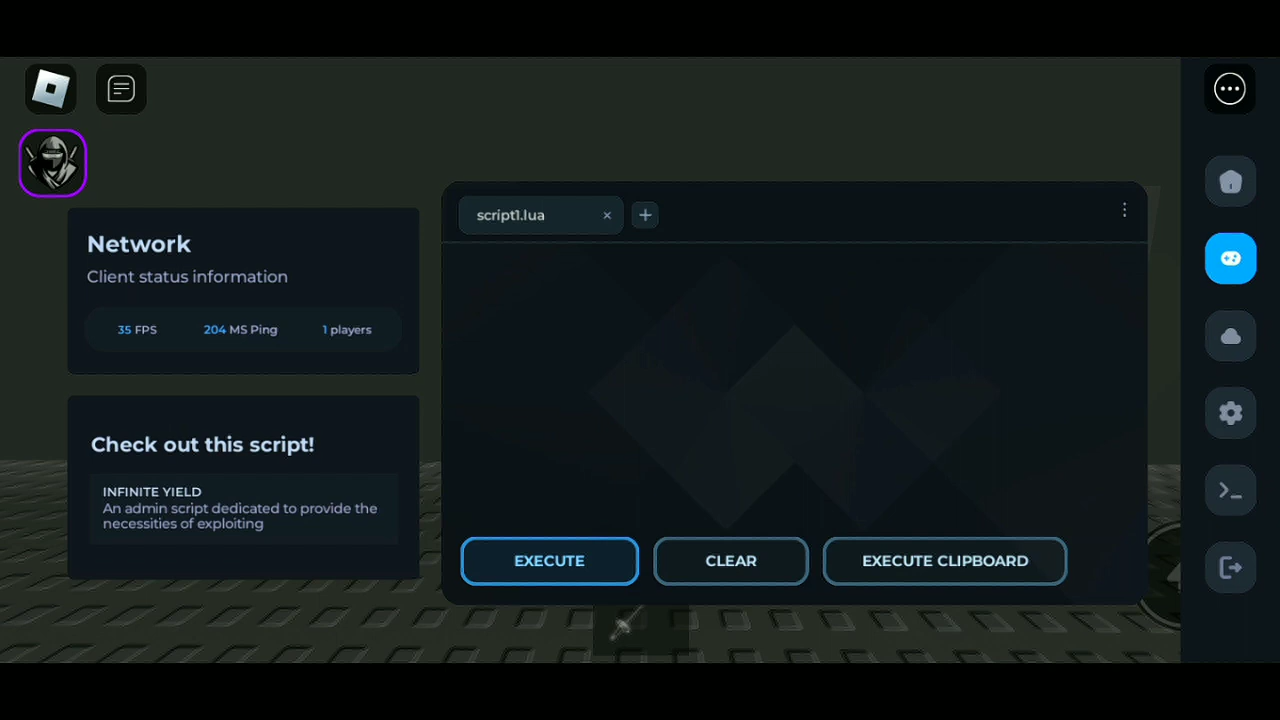 Network
Client status information
35 FPS 204 MS Ping 1 players
Check out this script!
INFINITE YIELD
An admin script dedicated to provide the
necessities of exploiting
script1.lua × +
EXECUTE CLEAR EXECUTE CLIPBOARD